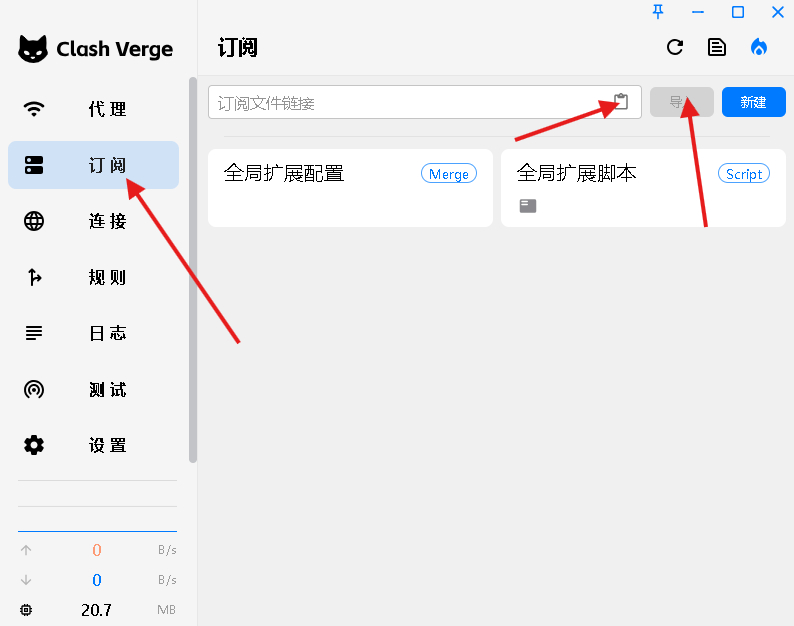 Clash Verge
订阅
代理
订阅文件链接
新建
订阅
全局扩展配置
Merge
全局扩展脚本
Script
连接
规则
日志
测试
设置
0
B/s
0
B/s
20.7
MB